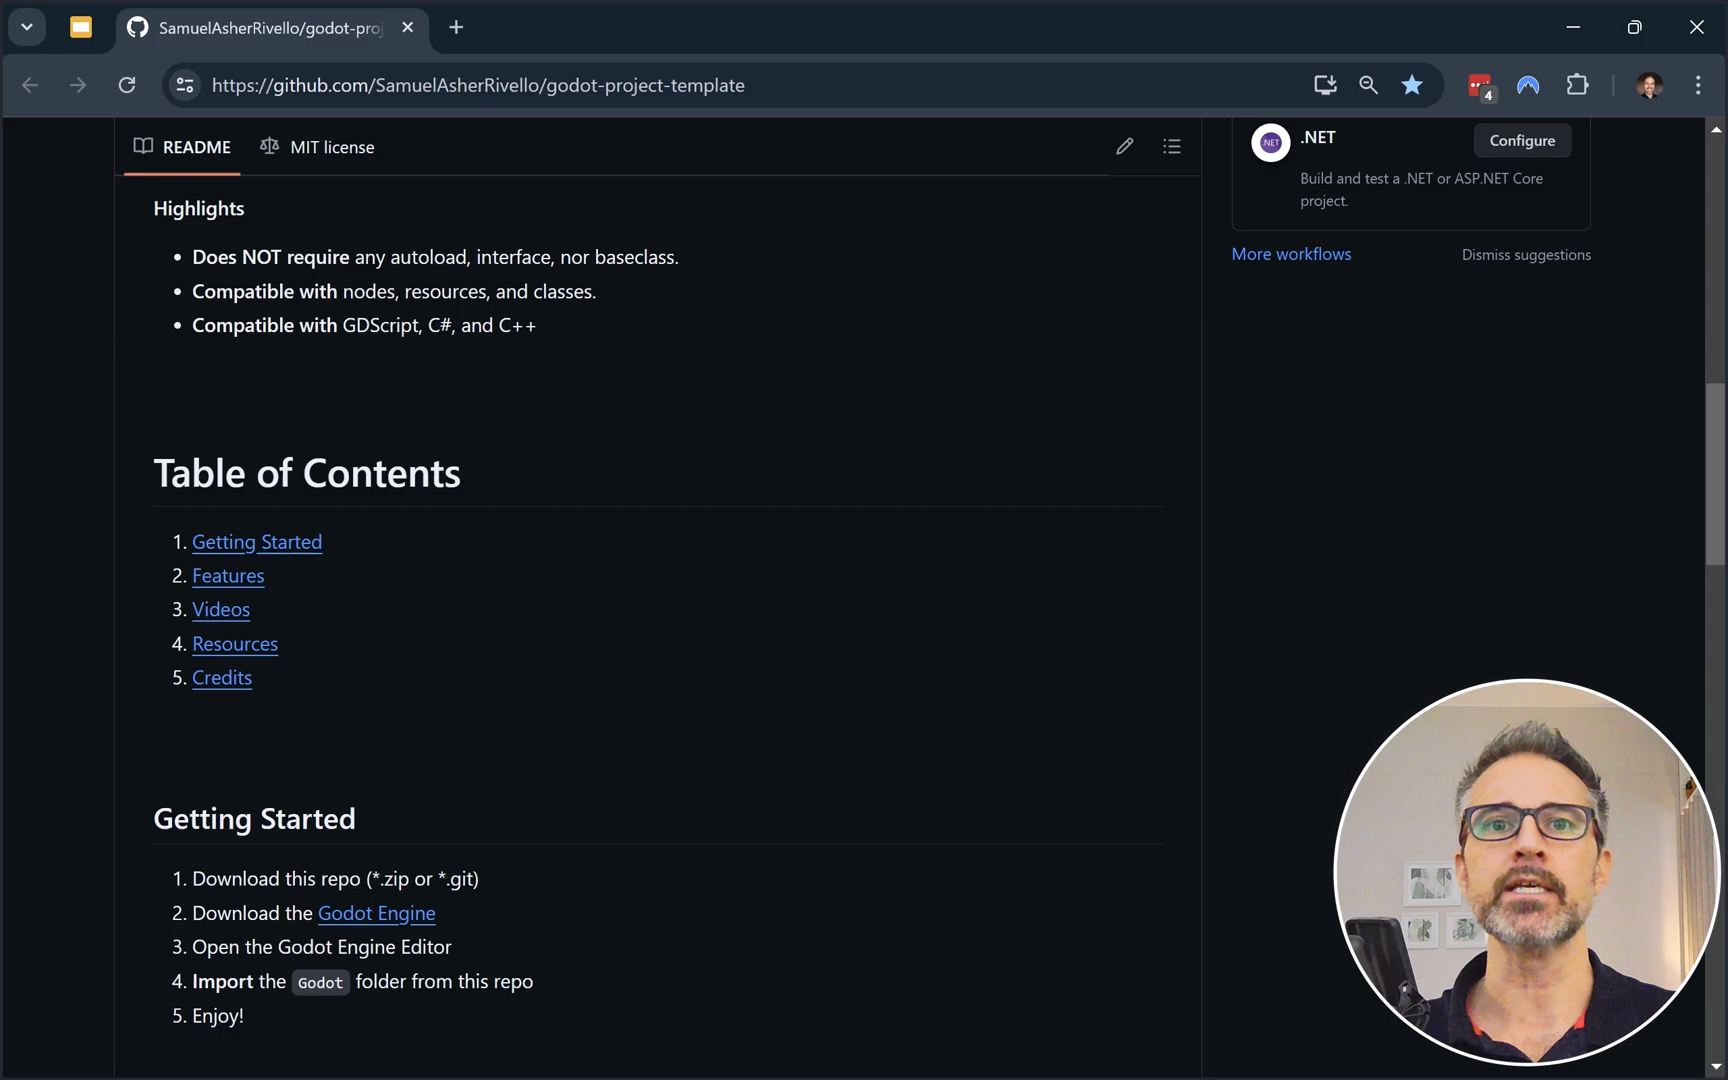 SamuelAsherRivello/godot-proj
https://github.com/SamuelAsherRivello/godot-project-template
4
README
MIT license
Highlights
• Does NOT require any autoload, interface, nor baseclass.
• Compatible with nodes, resources, and classes.
• Compatible with GDScript, C#, and C++
Table of Contents
1. Getting Started
2. Features
3. Videos
4. Resources
5. Credits
Getting Started
1. Download this repo (*.zip or *.git)
2. Download the Godot Engine
3. Open the Godot Engine Editor
4. Import the Godot folder from this repo
5. Enjoy!
.NET
.NET
Configure
Build and test a .NET or ASP.NET Core
project.
More workflows
Dismiss suggestions